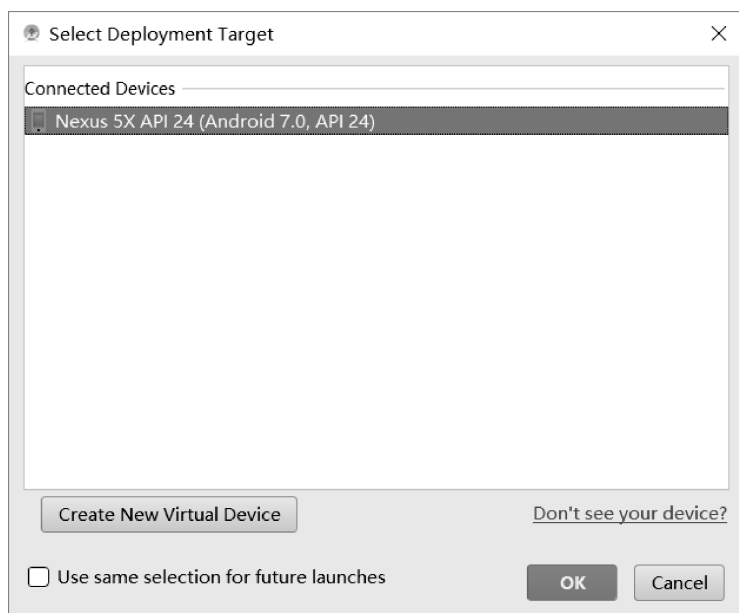 Select Deployment Target
Connected Devices
Nexus 5X API 24 (Android 7.0, API 24)
Create New Virtual Device
Don't see your device?
Use same selection for future launches
OK
Cancel